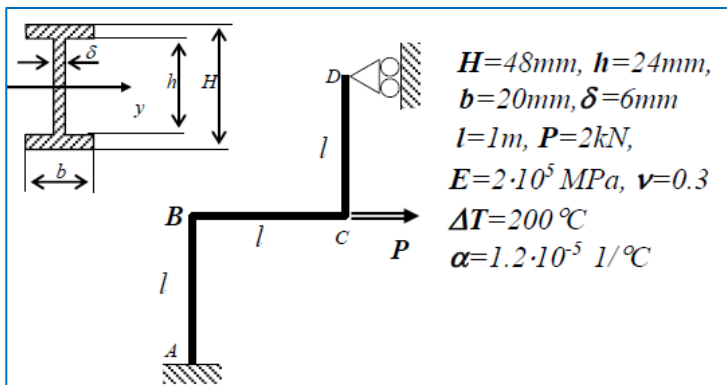 δ
h
H
y
b
D
l
B
l
C
P
l
A
H=48mm, h=24mm,
b=20mm, δ=6mm
l=1m, P=2kN,
E=2·10⁵ MPa, ν=0.3
ΔT=200 °C
α=1.2·10⁻⁵ 1/°C